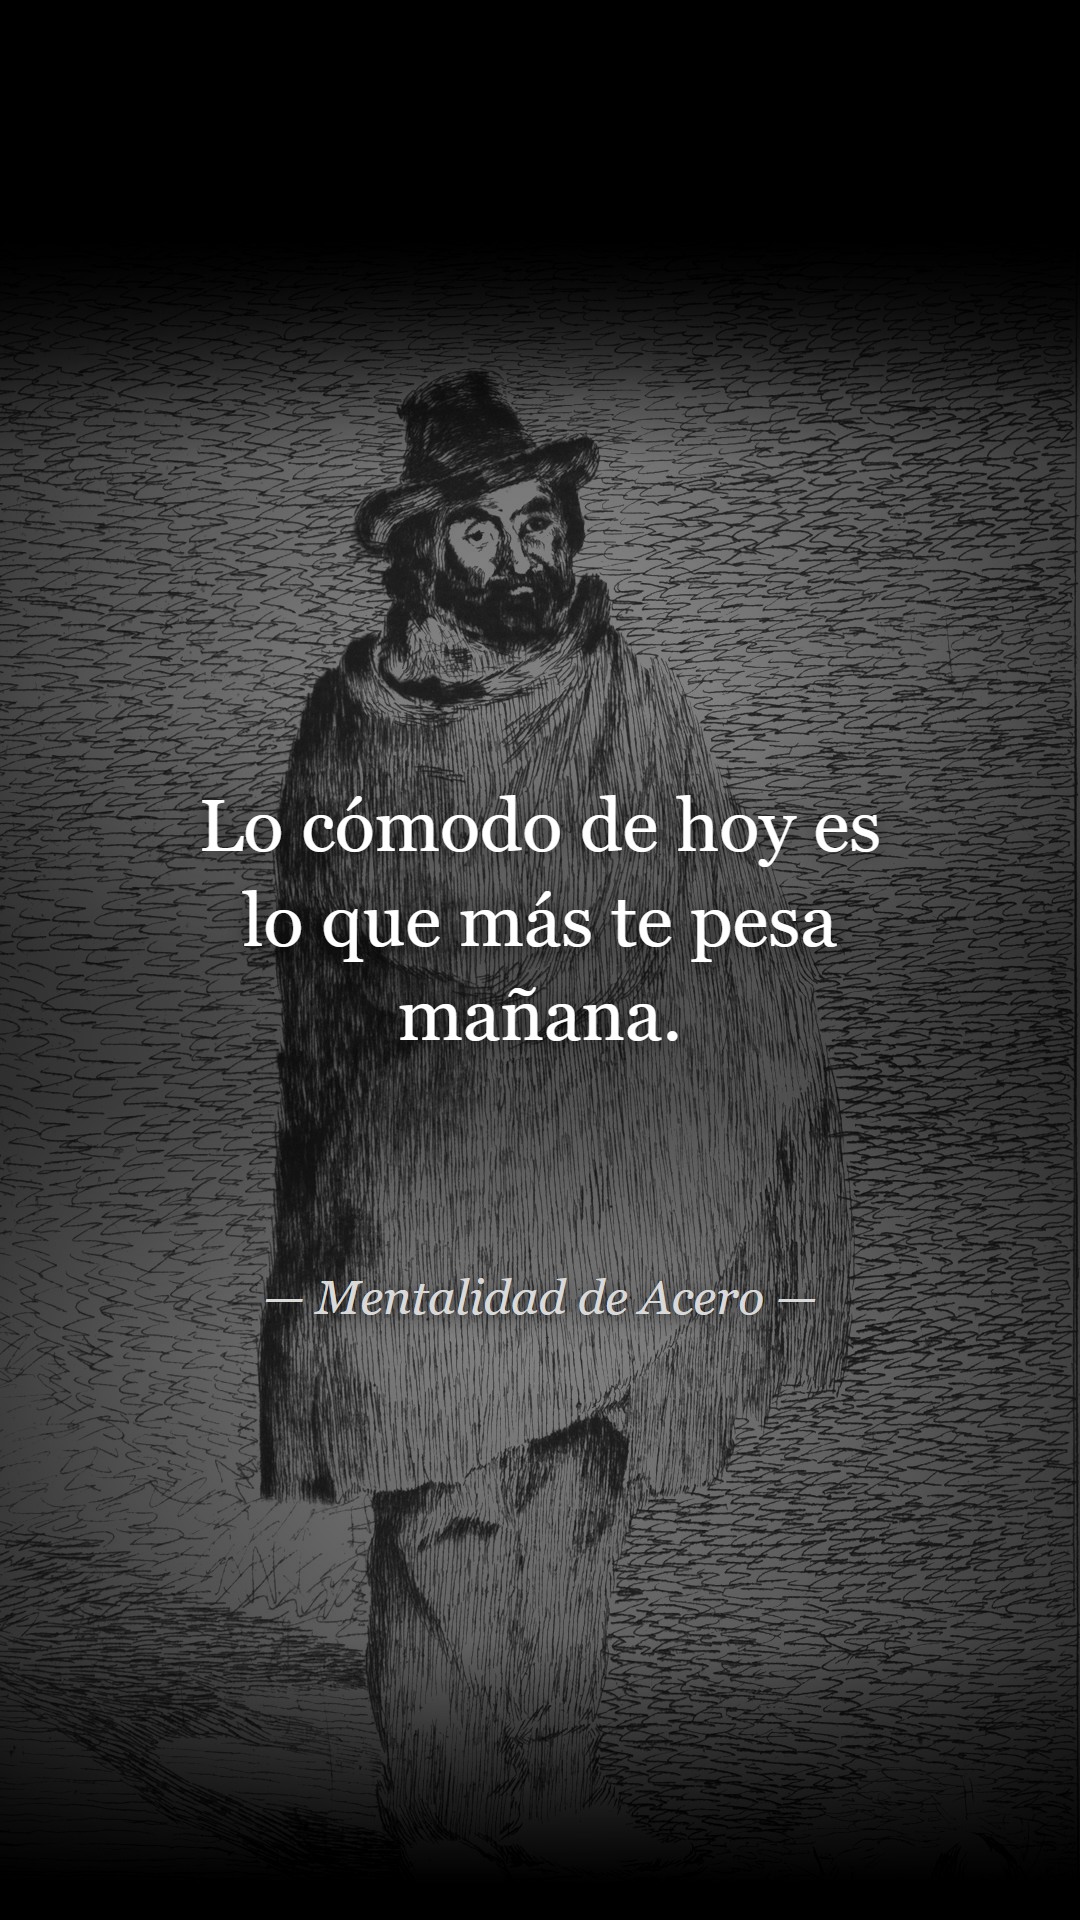 Lo cómodo de hoy es
lo que más te pesa
mañana.
— Mentalidad de Acero —